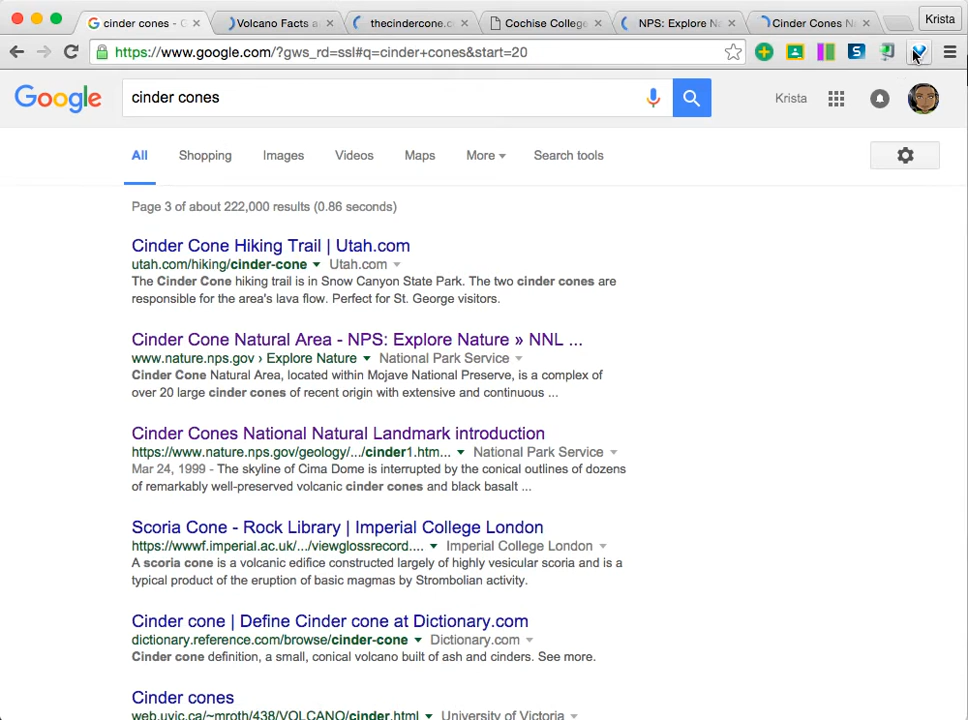 cinder cones - G
Volcano Facts a
thecindercone.c
Cochise College
NPS: Explore N
Cinder Cones N
Krista
https://www.google.com/?gws_rd=ssl#q=cinder+cones&start=20
Google
cinder cones
Krista
All Shopping Images Videos Maps More Search tools
Page 3 of about 222,000 results (0.86 seconds)
Cinder Cone Hiking Trail | Utah.com
utah.com/hiking/cinder-cone Utah.com
The Cinder Cone hiking trail is in Snow Canyon State Park. The two cinder cones are
responsible for the area's lava flow. Perfect for St. George visitors.
Cinder Cone Natural Area - NPS: Explore Nature » NNL ...
www.nature.nps.gov › Explore Nature National Park Service
Cinder Cone Natural Area, located within Mojave National Preserve, is a complex of
over 20 large cinder cones of recent origin with extensive and continuous ...
Cinder Cones National Natural Landmark introduction
https://www.nature.nps.gov/geology/.../cinder1.htm... National Park Service
Mar 24, 1999 - The skyline of Cima Dome is interrupted by the conical outlines of dozens
of remarkably well-preserved volcanic cinder cones and black basalt ...
Scoria Cone - Rock Library | Imperial College London
https://wwwf.imperial.ac.uk/.../viewglossrecord.... Imperial College London
A scoria cone is a volcanic edifice constructed largely of highly vesicular scoria and is a
typical product of the eruption of basic magmas by Strombolian activity.
Cinder cone | Define Cinder cone at Dictionary.com
dictionary.reference.com/browse/cinder-cone Dictionary.com
Cinder cone definition, a small, conical volcano built of ash and cinders. See more.
Cinder cones
web.uvic.ca/~mroth/438/VOLCANO/cinder.html University of Victoria